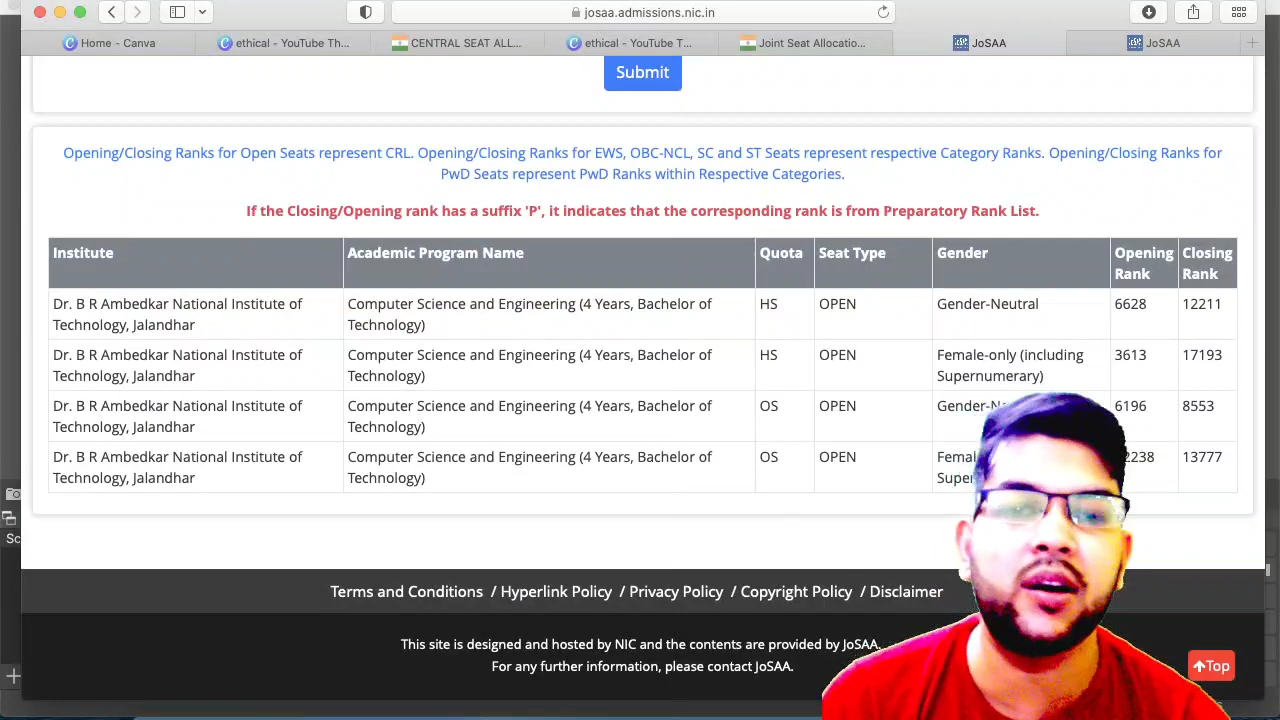 josaa.admissions.nic.in
Home - Canva
ethical - YouTube Th...
CENTRAL SEAT ALL...
ethical - YouTube T...
Joint Seat Allocatio...
JoSAA
JoSAA
Submit
Opening/Closing Ranks for Open Seats represent CRL. Opening/Closing Ranks for EWS, OBC-NCL, SC and ST Seats represent respective Category Ranks. Opening/Closing Ranks for
PwD Seats represent PwD Ranks within Respective Categories.
If the Closing/Opening rank has a suffix 'P', it indicates that the corresponding rank is from Preparatory Rank List.
Institute Academic Program Name Quota Seat Type Gender Opening Closing
Rank Rank
Dr. B R Ambedkar National Institute of Computer Science and Engineering (4 Years, Bachelor of HS OPEN Gender-Neutral 6628 12211
Technology, Jalandhar Technology)
Dr. B R Ambedkar National Institute of Computer Science and Engineering (4 Years, Bachelor of HS OPEN Female-only (including 3613 17193
Technology, Jalandhar Technology) Supernumerary)
Dr. B R Ambedkar National Institute of Computer Science and Engineering (4 Years, Bachelor of OS OPEN 6196 8553
Technology, Jalandhar Technology)
Dr. B R Ambedkar National Institute of Computer Science and Engineering (4 Years, Bachelor of OS OPEN 13777
Technology, Jalandhar Technology)
Terms and Conditions / Hyperlink Policy / Privacy Policy / Copyright Policy / Disclaimer
This site is designed and hosted by NIC and the contents are provided by JoSAA.
For any further information, please contact JoSAA.
Top
Sc